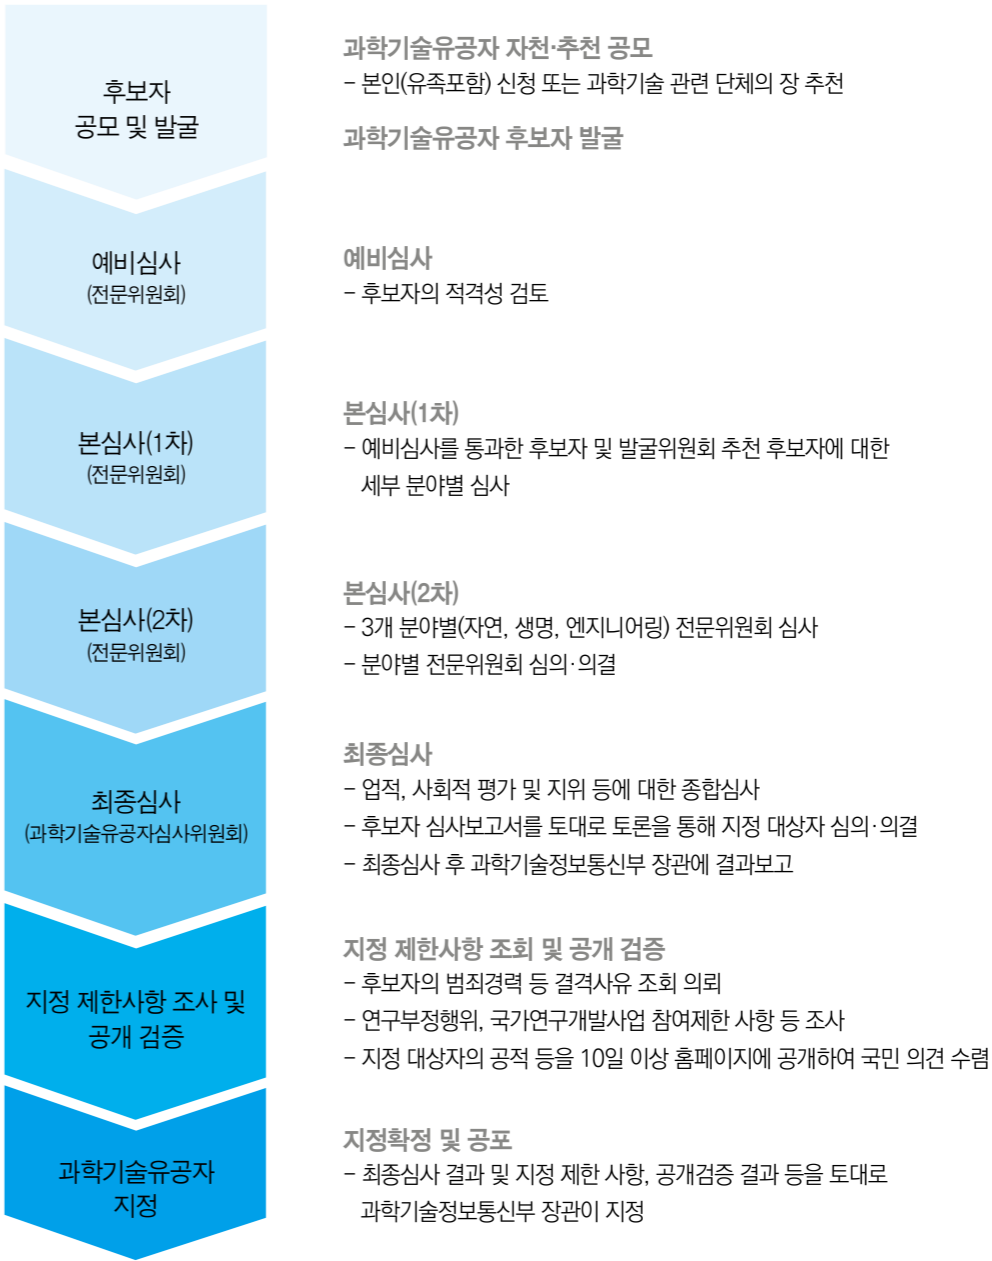 후보자
공모 및 발굴
과학기술유공자 자천·추천 공모
- 본인(유족포함) 신청 또는 과학기술 관련 단체의 장 추천
과학기술유공자 후보자 발굴
예비심사
(전문위원회)
예비심사
- 후보자의 적격성 검토
본심사(1차)
(전문위원회)
본심사(1차)
- 예비심사를 통과한 후보자 및 발굴위원회 추천 후보자에 대한
세부 분야별 심사
본심사(2차)
(전문위원회)
본심사(2차)
- 3개 분야별(자연, 생명, 엔지니어링) 전문위원회 심사
- 분야별 전문위원회 심의·의결
최종심사
(과학기술유공자심사위원회)
최종심사
- 업적, 사회적 평가 및 지위 등에 대한 종합심사
- 후보자 심사보고서를 토대로 토론을 통해 지정 대상자 심의·의결
- 최종심사 후 과학기술정보통신부 장관에 결과보고
지정 제한사항 조사 및
공개 검증
지정 제한사항 조회 및 공개 검증
- 후보자의 범죄경력 등 결격사유 조회 의뢰
- 연구부정행위, 국가연구개발사업 참여제한 사항 등 조사
- 지정 대상자의 공적 등을 10일 이상 홈페이지에 공개하여 국민 의견 수렴
과학기술유공자
지정
지정확정 및 공포
- 최종심사 결과 및 지정 제한 사항, 공개검증 결과 등을 토대로
과학기술정보통신부 장관이 지정